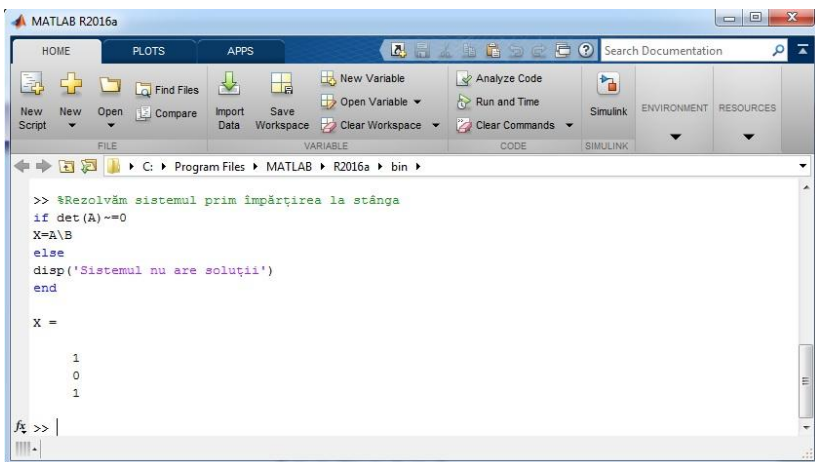 MATLAB R2016a
HOME PLOTS APPS Search Documentation
New Script New Open Find Files Compare Import Data Save Workspace New Variable Open Variable Clear Workspace Analyze Code Run and Time Clear Commands Simulink ENVIRONMENT RESOURCES
FILE VARIABLE CODE SIMULINK
C: Program Files MATLAB R2016a bin
>> %Rezolvăm sistemul prim împărțirea la stânga
if det(A)~=0
X=A\B
else
disp('Sistemul nu are soluții')
end
X =
1
0
1
fx >>